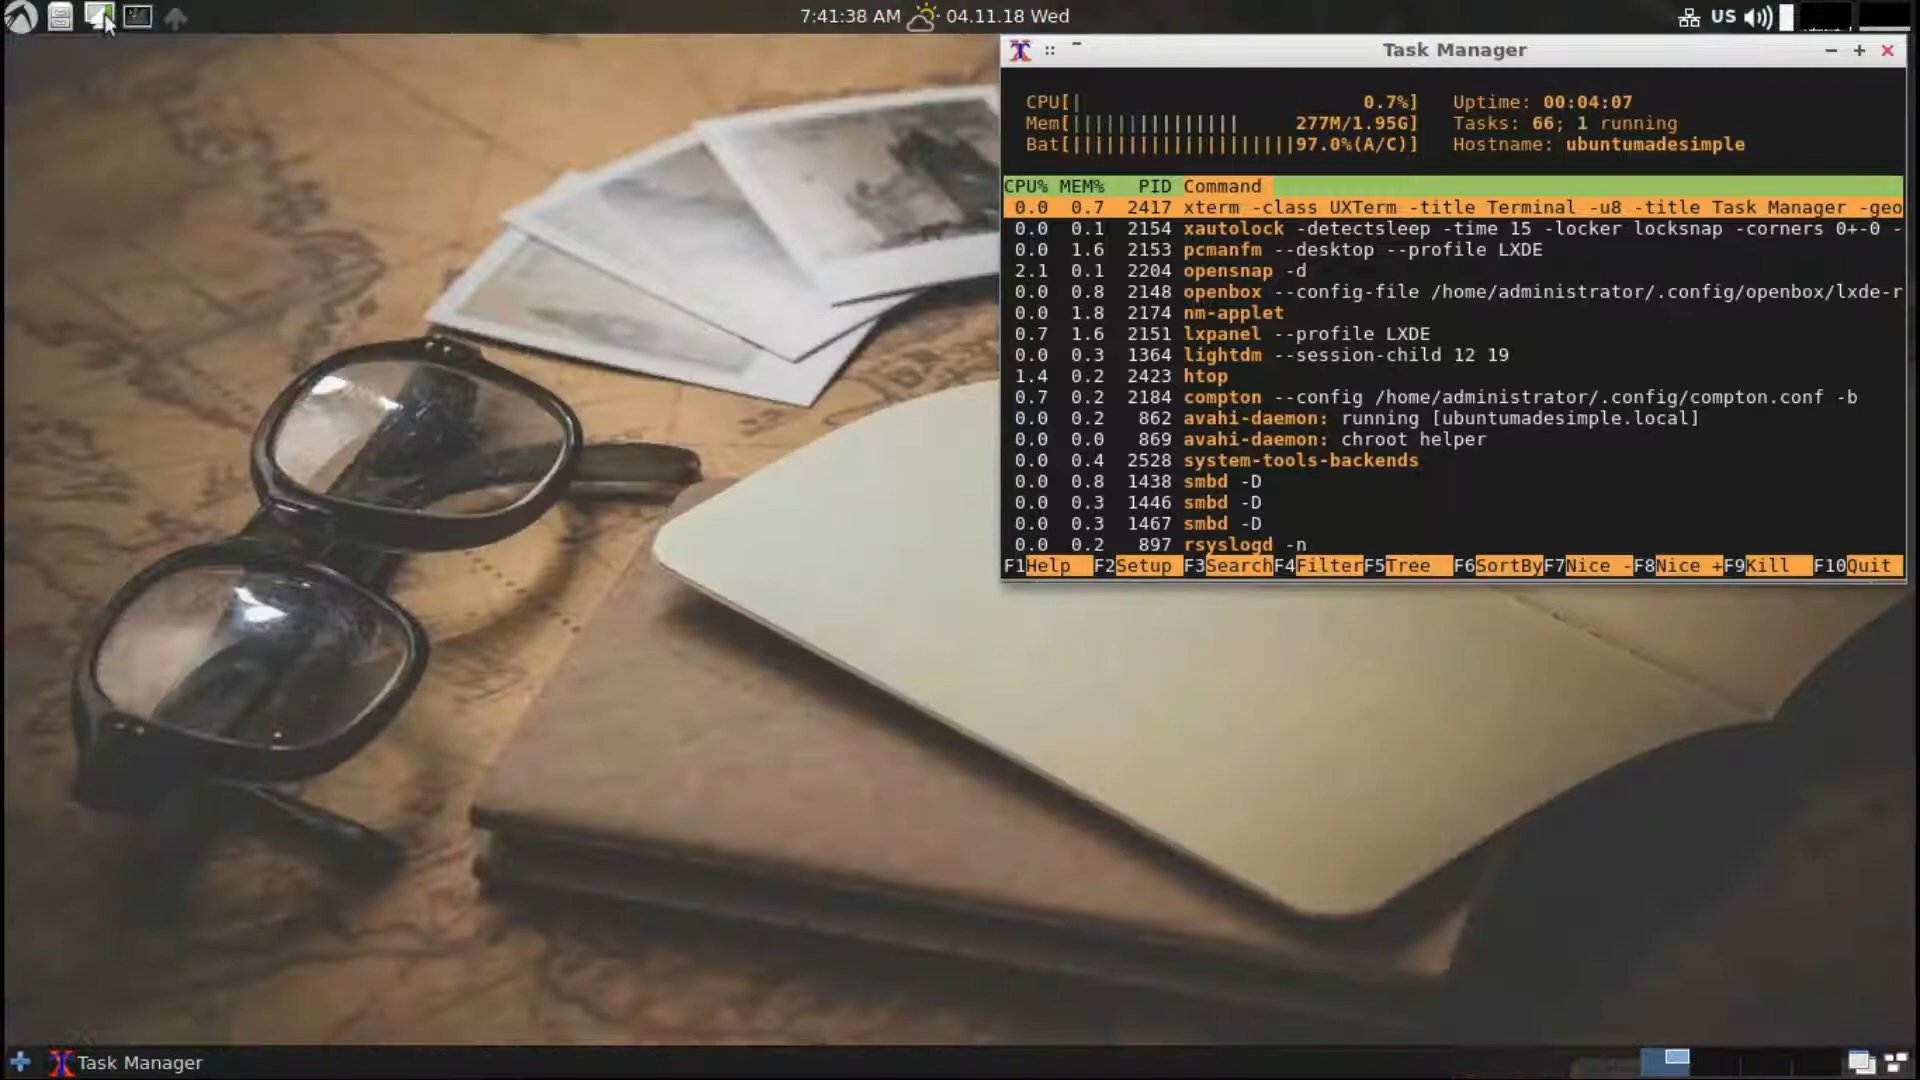 7:41:38 AM 04.11.18 Wed US
Task Manager
CPU[| 0.7%] Uptime: 00:04:07
Mem[||||||||||||||| 277M/1.95G] Tasks: 66; 1 running
Bat[||||||||||||||||||||97.0%(A/C)] Hostname: ubuntumadesimple
CPU% MEM% PID Command
0.0 0.7 2417 xterm -class UXTerm -title Terminal -u8 -title Task Manager -geo
0.0 0.1 2154 xautolock -detectsleep -time 15 -locker locksnap -corners 0+-0 -
0.0 1.6 2153 pcmanfm --desktop --profile LXDE
2.1 0.1 2204 opensnap -d
0.0 0.8 2148 openbox --config-file /home/administrator/.config/openbox/lxde-r
0.0 1.8 2174 nm-applet
0.7 1.6 2151 lxpanel --profile LXDE
0.0 0.3 1364 lightdm --session-child 12 19
1.4 0.2 2423 htop
0.7 0.2 2184 compton --config /home/administrator/.config/compton.conf -b
0.0 0.2 862 avahi-daemon: running [ubuntumadesimple.local]
0.0 0.0 869 avahi-daemon: chroot helper
0.0 0.4 2528 system-tools-backends
0.0 0.8 1438 smbd -D
0.0 0.3 1446 smbd -D
0.0 0.3 1467 smbd -D
0.0 0.2 897 rsyslogd -n
F1Help F2Setup F3SearchF4FilterF5Tree F6SortByF7Nice -F8Nice +F9Kill F10Quit
Task Manager